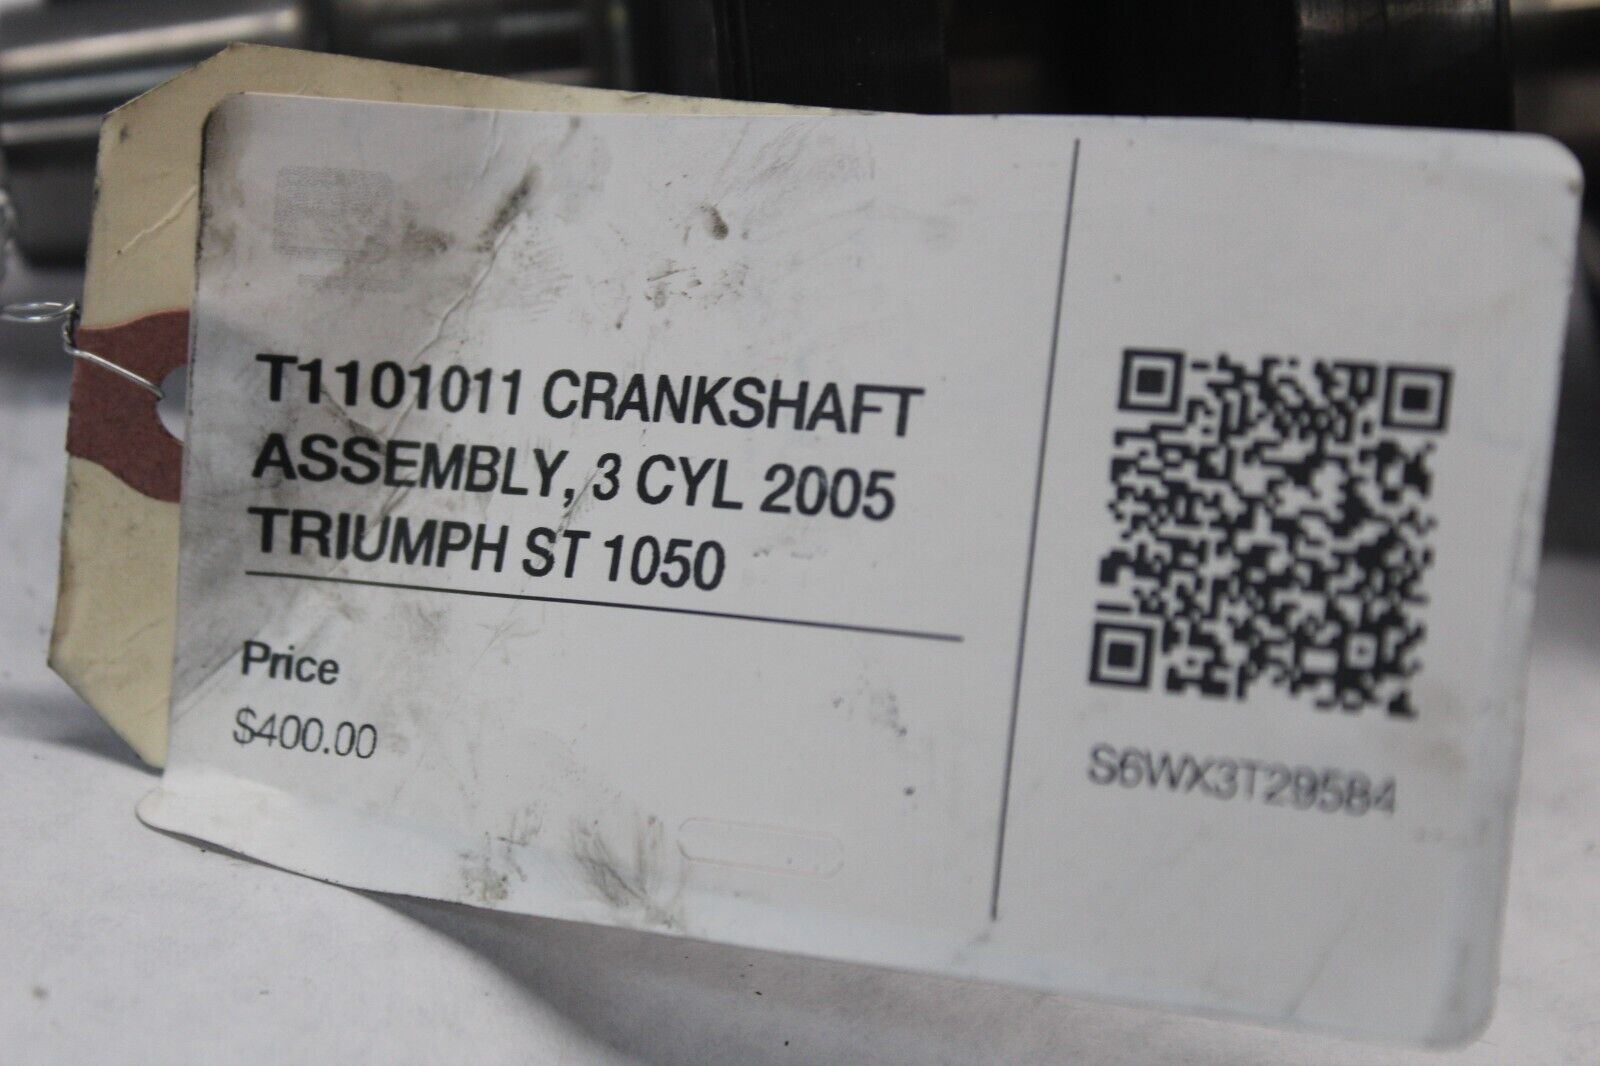 T1101011 CRANKSHAFT
ASSEMBLY, 3 CYL 2005
TRIUMPH ST 1050
Price
$400.00
S6WX3T29584